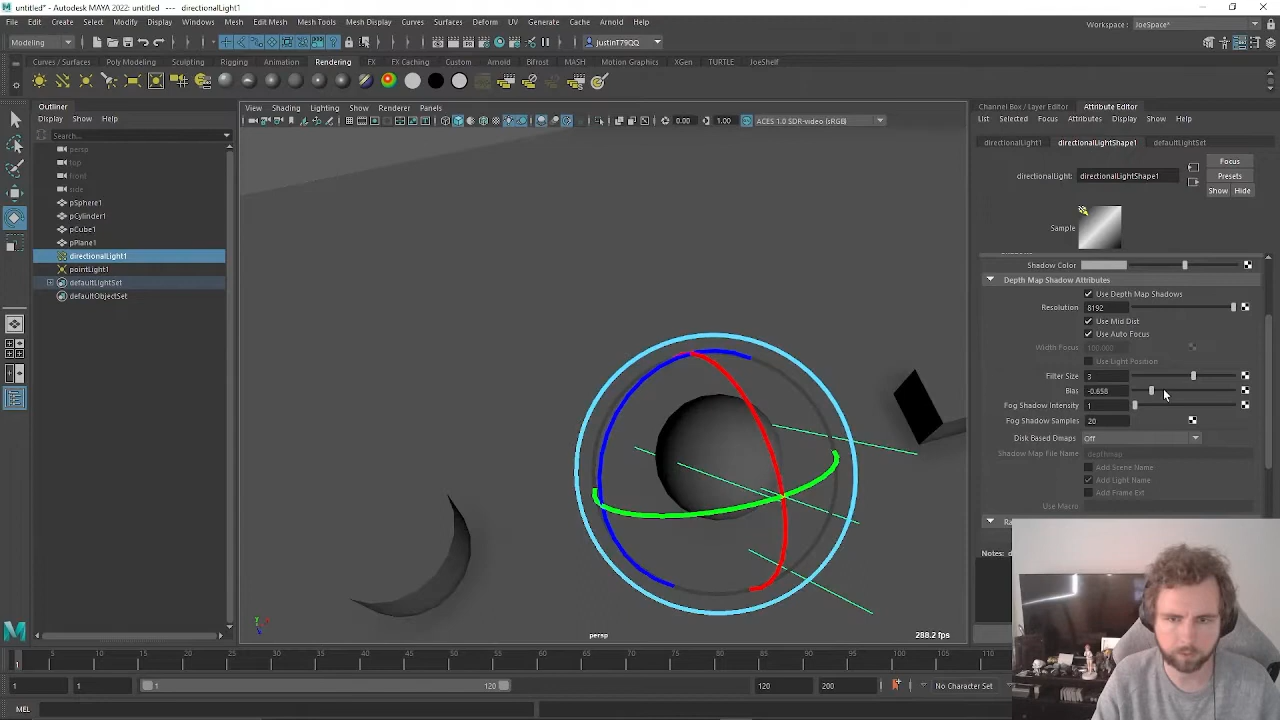 untitled* - Autodesk MAYA 2022: untitled --- directionalLight1
File Edit Create Select Modify Display Windows Mesh Edit Mesh Mesh Tools Mesh Display Curves Surfaces Deform UV Generate Cache Arnold Help
Workspace : JoeSpace*
Modeling
justinT79QQ
Curves / Surfaces Poly Modeling Sculpting Rigging Animation Rendering FX FX Caching Custom Arnold Bifrost MASH Motion Graphics XGen TURTLE JoeShelf
Outliner
Display Show Help
Search...
persp
top
front
side
pSphere1
pCylinder1
pCube1
pPlane1
directionalLight1
pointLight1
defaultLightSet
defaultObjectSet
View Shading Lighting Show Renderer Panels
0.00 1.00 ACES 1.0 SDR-video (sRGB)
persp
288.2 fps
Channel Box / Layer Editor Attribute Editor
List Selected Focus Attributes Display Show Help
directionalLight1 directionalLightShape1 defaultLightSet
directionalLight: directionalLightShape1
Focus
Presets
Show Hide
Sample
Shadow Color
Depth Map Shadow Attributes
Use Depth Map Shadows
Resolution 8192
Use Mid Dist
Use Auto Focus
Width Focus 100.000
Use Light Position
Filter Size 3
Bias -0.658
Fog Shadow Intensity 1
Fog Shadow Samples 20
Disk Based Dmaps Off
Shadow Map File Name depthmap
Add Scene Name
Add Light Name
Add Frame Ext
Use Macro
Notes:
5 10 15 20 25 30 35 40 45 50 55 60 65 70 75 80 85 90 95 100 105 110
1
1 1 1 120 120 200 No Character Set
MEL